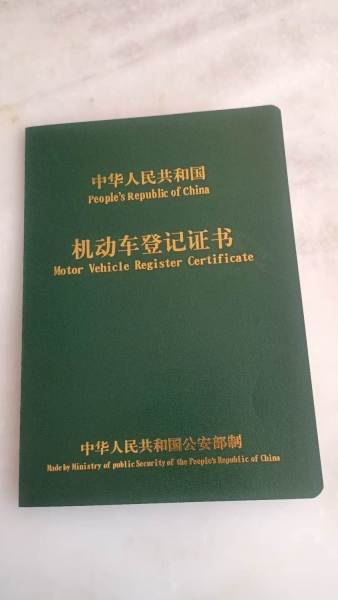 中华人民共和国
People's Republic of China
机动车登记证书
Motor Vehicle Register Certificate
中华人民共和国公安部制
Made by Ministry of public Security of the People's Republic of China